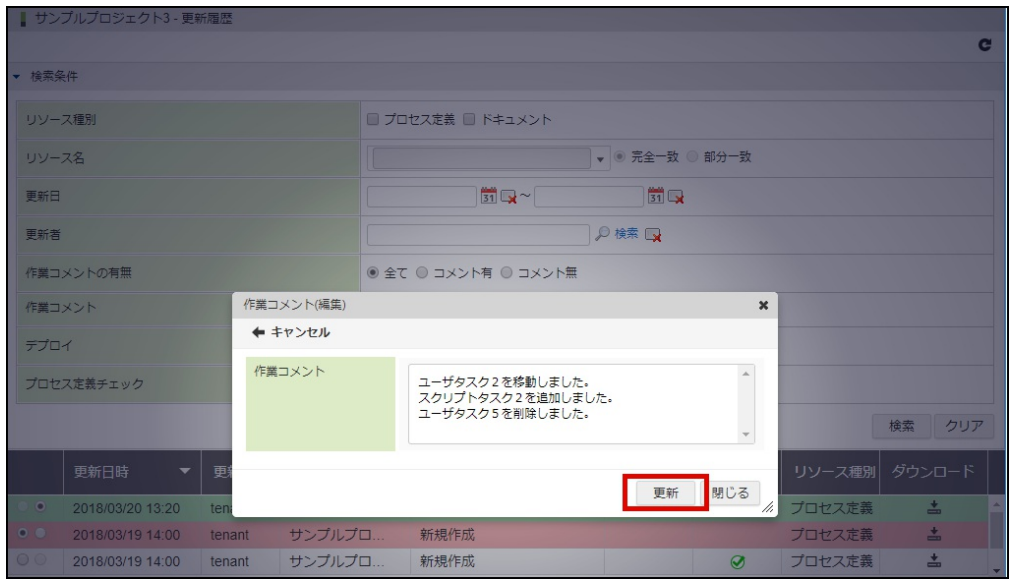 サンプルプロジェクト3 - 更新履歴
検索条件
リソース種別 プロセス定義 ドキュメント
リソース名 完全一致 部分一致
更新日 31 ～ 31
更新者 検索
作業コメントの有無 全て コメント有 コメント無
作業コメント
デプロイ
プロセス定義チェック
作業コメント(編集)
キャンセル
作業コメント
ユーザタスク２を移動しました。
スクリプトタスク２を追加しました。
ユーザタスク５を削除しました。
更新 閉じる
検索 クリア
更新日時 リソース種別 ダウンロード
2018/03/20 13:20 プロセス定義
2018/03/19 14:00 tenant サンプルプロ... 新規作成 プロセス定義
2018/03/19 14:00 tenant サンプルプロ... 新規作成 プロセス定義